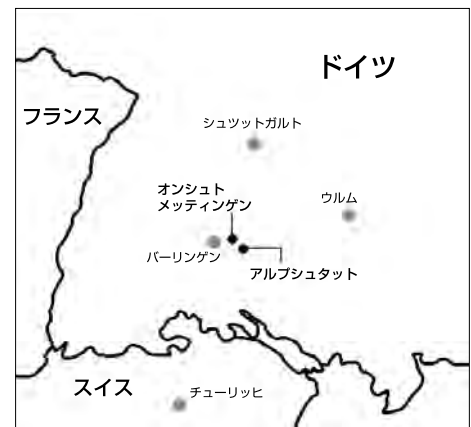 ドイツ
フランス
シュツットガルト
オンシュト
メッティンゲン
ウルム
バーリンゲン
アルプシュタット
スイス
チューリッヒ